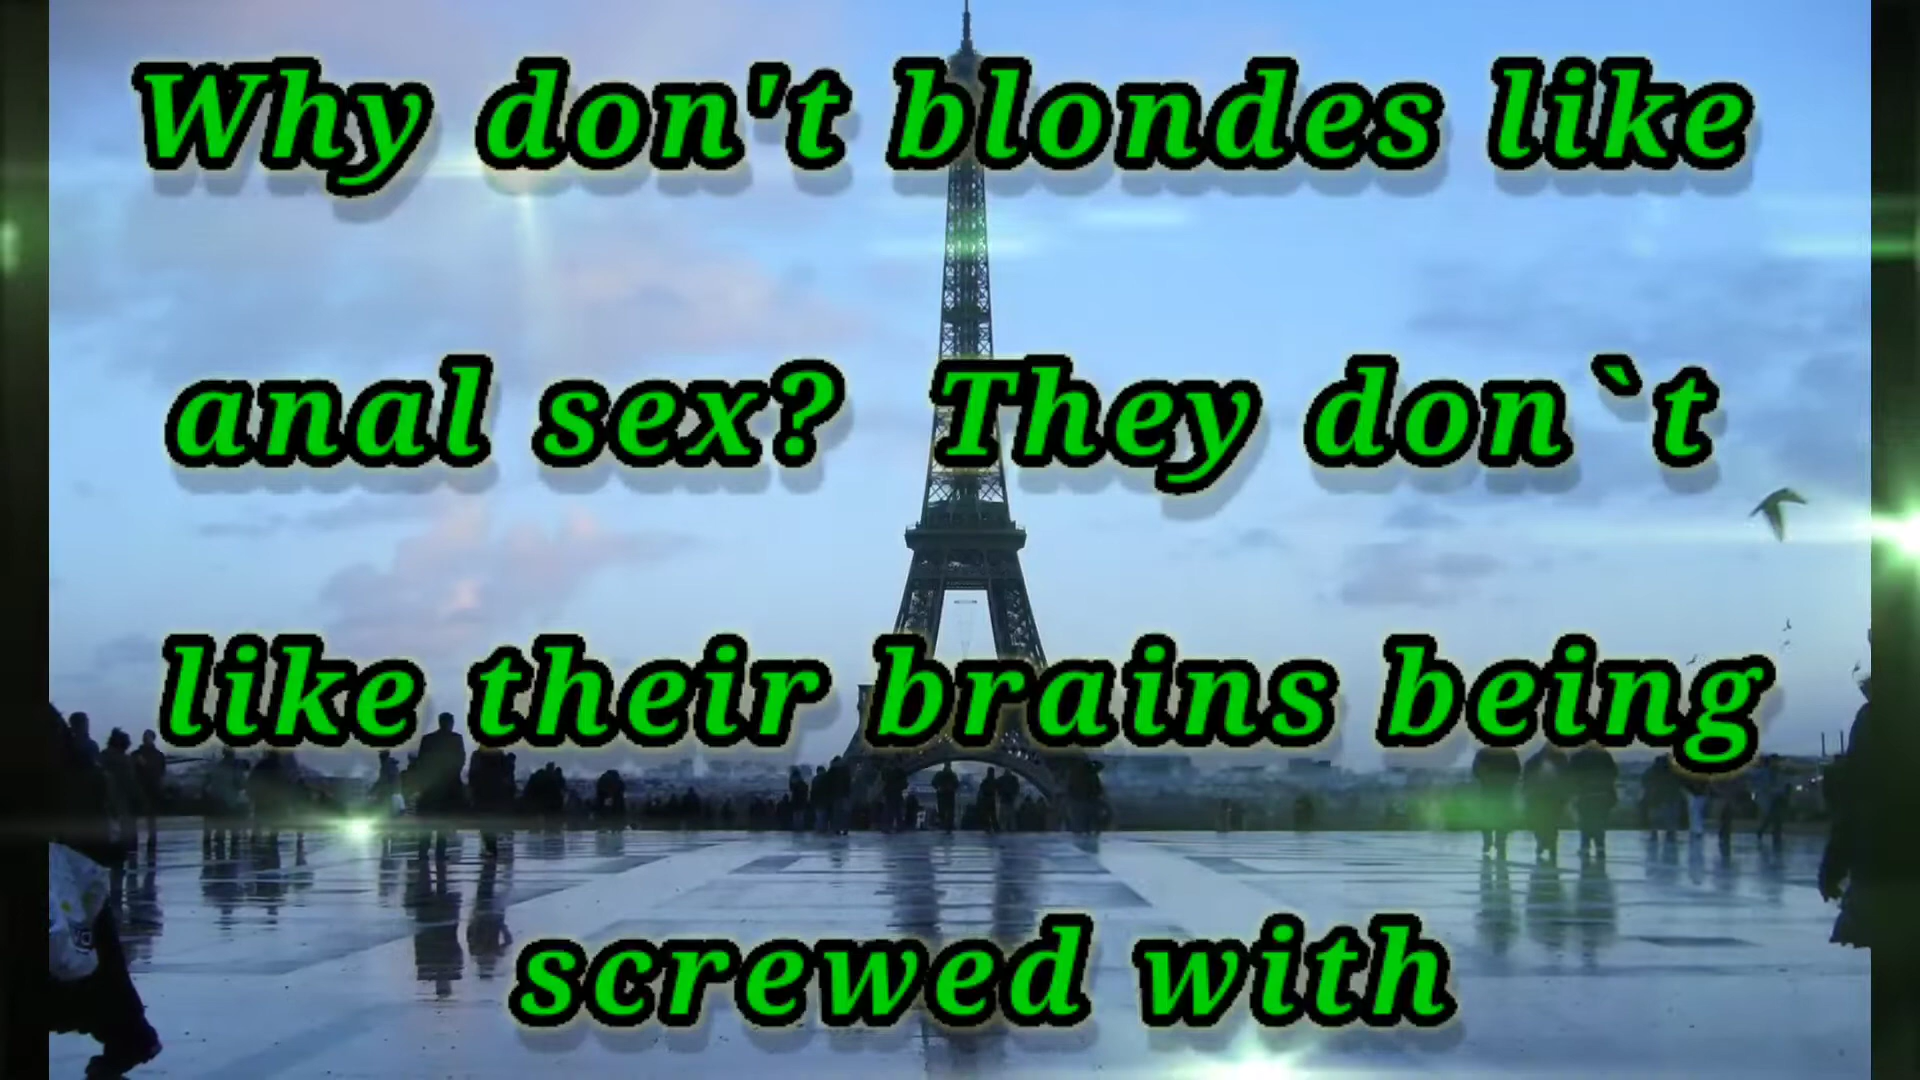 Why don't blondes like
anal sex? They don`t
like their brains being
screwed with